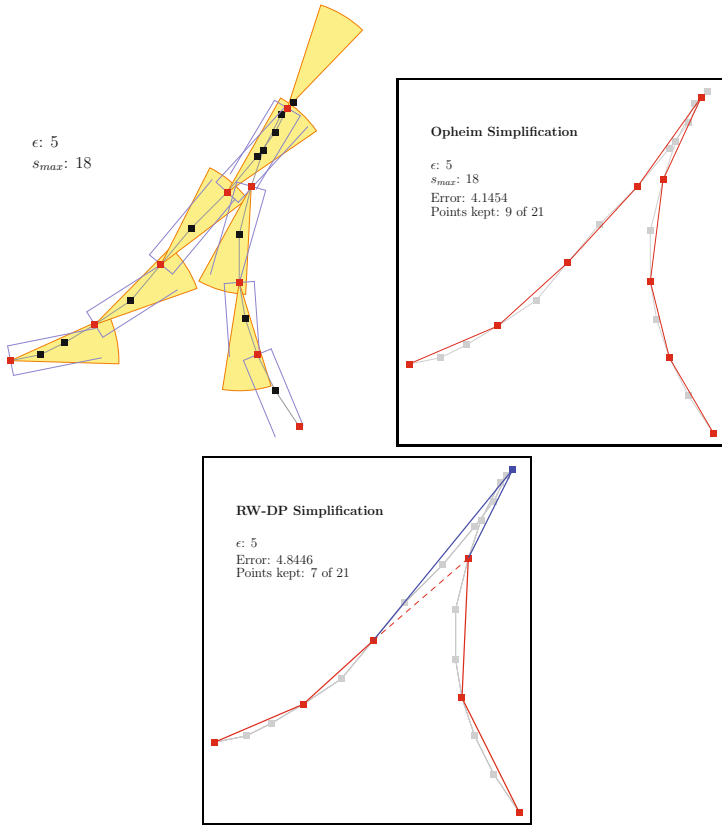 ϵ: 5
s_max: 18
Opheim Simplification
ϵ: 5
s_max: 18
Error: 4.1454
Points kept: 9 of 21
RW-DP Simplification
ϵ: 5
Error: 4.8446
Points kept: 7 of 21